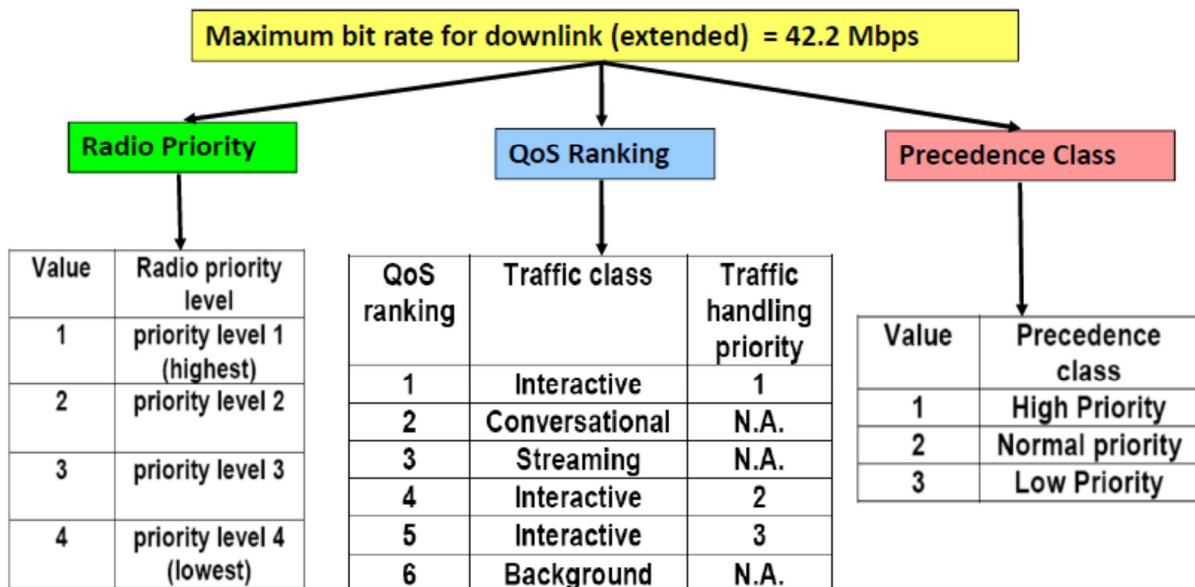 Maximum bit rate for downlink (extended) = 42.2 Mbps
Radio Priority
QoS Ranking
Precedence Class
Value Radio priority
level
1 priority level 1
(highest)
2 priority level 2
3 priority level 3
4 priority level 4
(lowest)
QoS Traffic class Traffic
ranking handling
priority
1 Interactive 1
2 Conversational N.A.
3 Streaming N.A.
4 Interactive 2
5 Interactive 3
6 Background N.A.
Value Precedence
class
1 High Priority
2 Normal priority
3 Low Priority